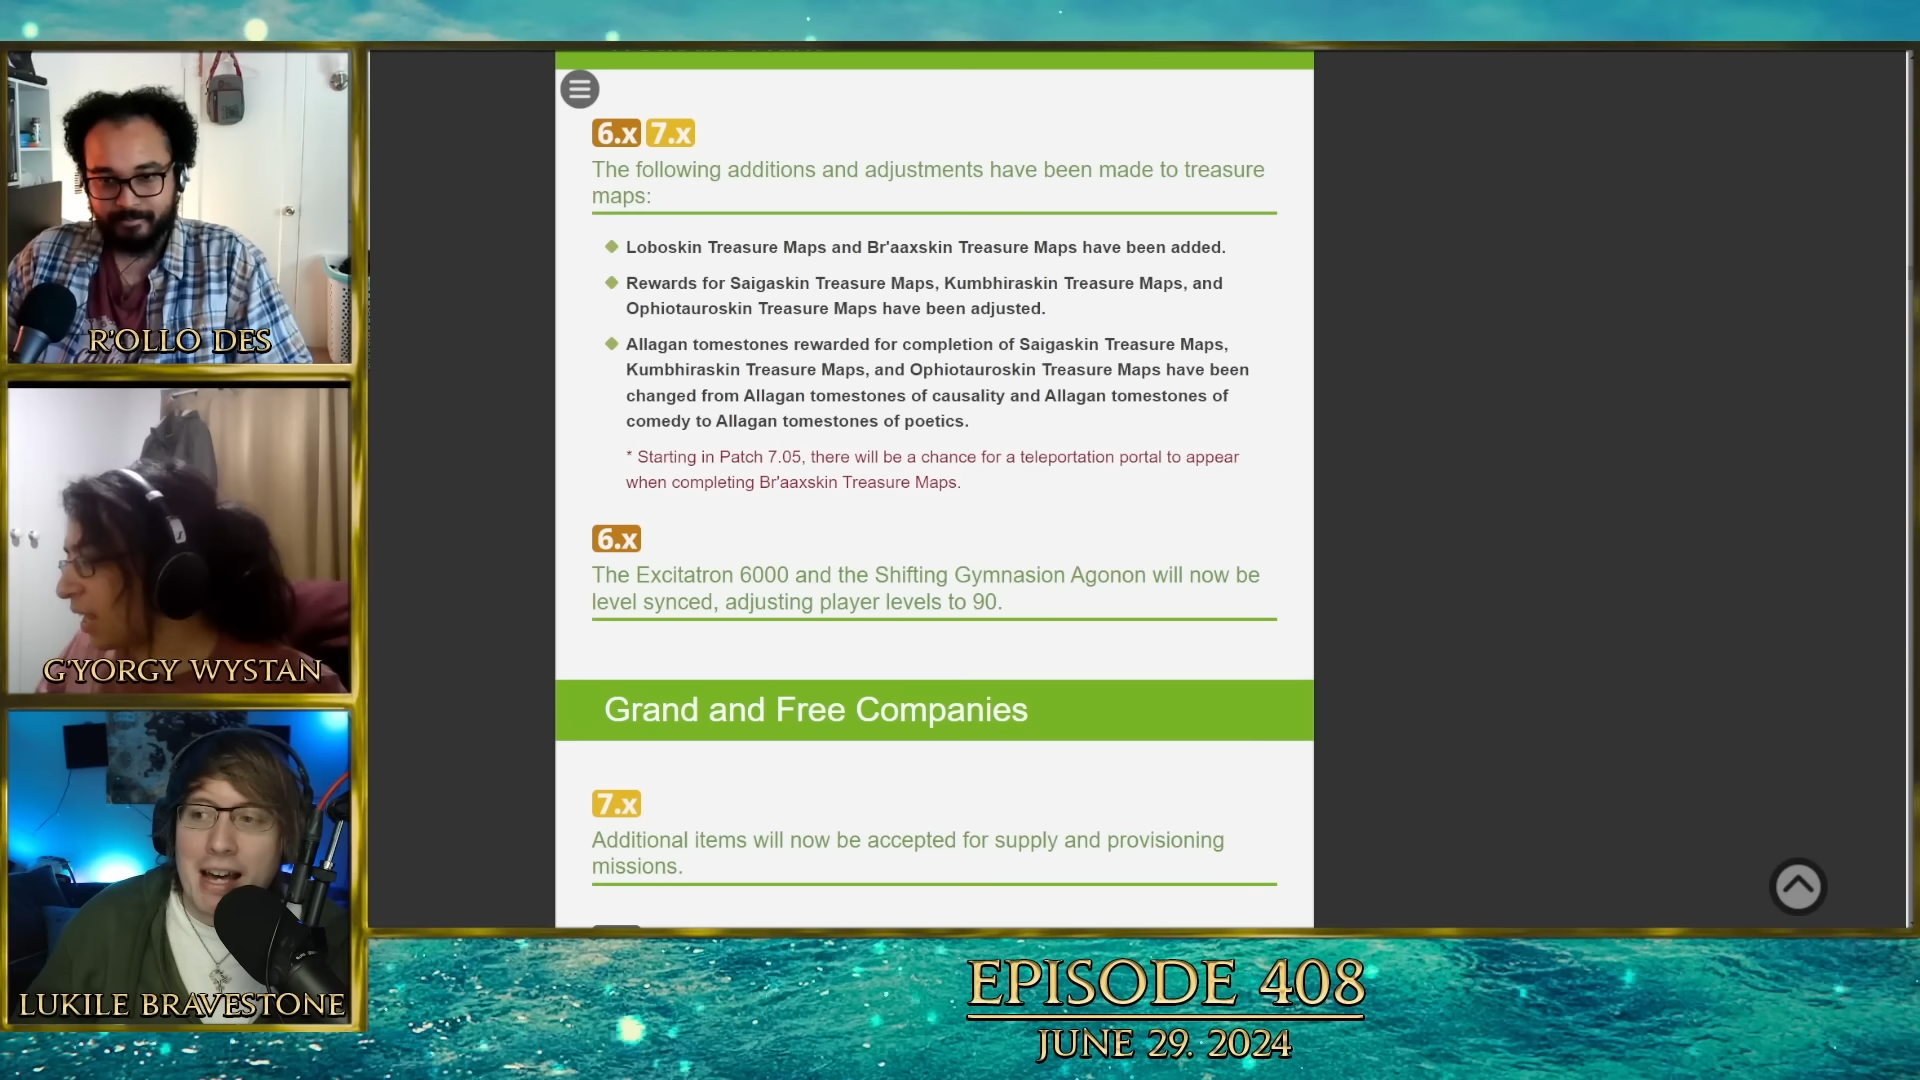 6.x 7.x
The following additions and adjustments have been made to treasure
maps:
Loboskin Treasure Maps and Br'aaxskin Treasure Maps have been added.
Rewards for Saigaskin Treasure Maps, Kumbhiraskin Treasure Maps, and
Ophiotauroskin Treasure Maps have been adjusted.
Allagan tomestones rewarded for completion of Saigaskin Treasure Maps,
Kumbhiraskin Treasure Maps, and Ophiotauroskin Treasure Maps have been
changed from Allagan tomestones of causality and Allagan tomestones of
comedy to Allagan tomestones of poetics.
* Starting in Patch 7.05, there will be a chance for a teleportation portal to appear
when completing Br'aaxskin Treasure Maps.
6.x
The Excitatron 6000 and the Shifting Gymnasion Agonon will now be
level synced, adjusting player levels to 90.
Grand and Free Companies
7.x
Additional items will now be accepted for supply and provisioning
missions.
R'OLLO DES
G'YORGY WYSTAN
LUKILE BRAVESTONE
EPISODE 408
JUNE 29. 2024